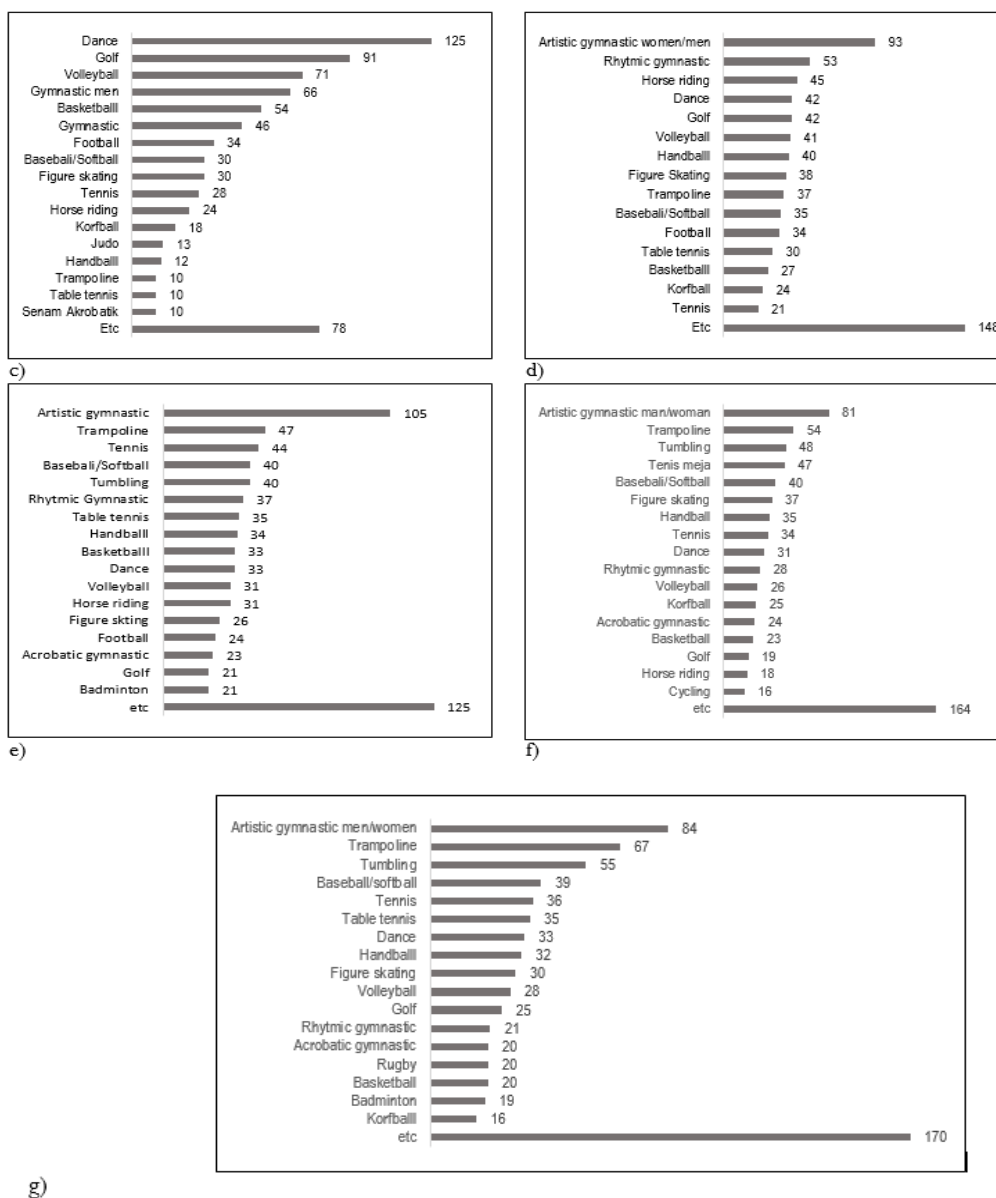 Dance 125
Golf 91
Volleyball 71
Gymnastic men 66
Basketballl 54
Gymnastic 46
Football 34
Basebali/Softball 30
Figure skating 30
Tennis 28
Horse riding 24
Korfball 18
Judo 13
Handballl 12
Trampoline 10
Table tennis 10
Senam Akrobatik 10
Etc 78
c)
Artistic gymnastic women/men 93
Rhytmic gymnastic 53
Horse riding 45
Dance 42
Golf 42
Volleyball 41
Handballl 40
Figure Skating 38
Trampoline 37
Basebali/Softball 35
Football 34
Table tennis 30
Basketballl 27
Korfball 24
Tennis 21
Etc 148
d)
Artistic gymnastic 105
Trampoline 47
Tennis 44
Basebali/Softball 40
Tumbling 40
Rhytmic Gymnastic 37
Table tennis 35
Handballl 34
Basketballl 33
Dance 33
Volleyball 31
Horse riding 31
Figure skting 26
Football 24
Acrobatic gymnastic 23
Golf 21
Badminton 21
etc 125
e)
Artistic gymnastic man/woman 81
Trampoline 54
Tumbling 48
Tenis meja 47
Basebali/Softball 40
Figure skating 37
Handball 35
Tennis 34
Dance 31
Rhytmic gymnastic 28
Volleyball 26
Korfball 25
Acrobatic gymnastic 24
Basketball 23
Golf 19
Horse riding 18
Cycling 16
etc 164
f)
Artistic gymnastic men/women 84
Trampoline 67
Tumbling 55
Baseball/softball 39
Tennis 36
Table tennis 35
Dance 33
Handballl 32
Figure skating 30
Volleyball 28
Golf 25
Rhytmic gymnastic 21
Acrobatic gymnastic 20
Rugby 20
Basketball 20
Badminton 19
Korfballl 16
etc 170
g)